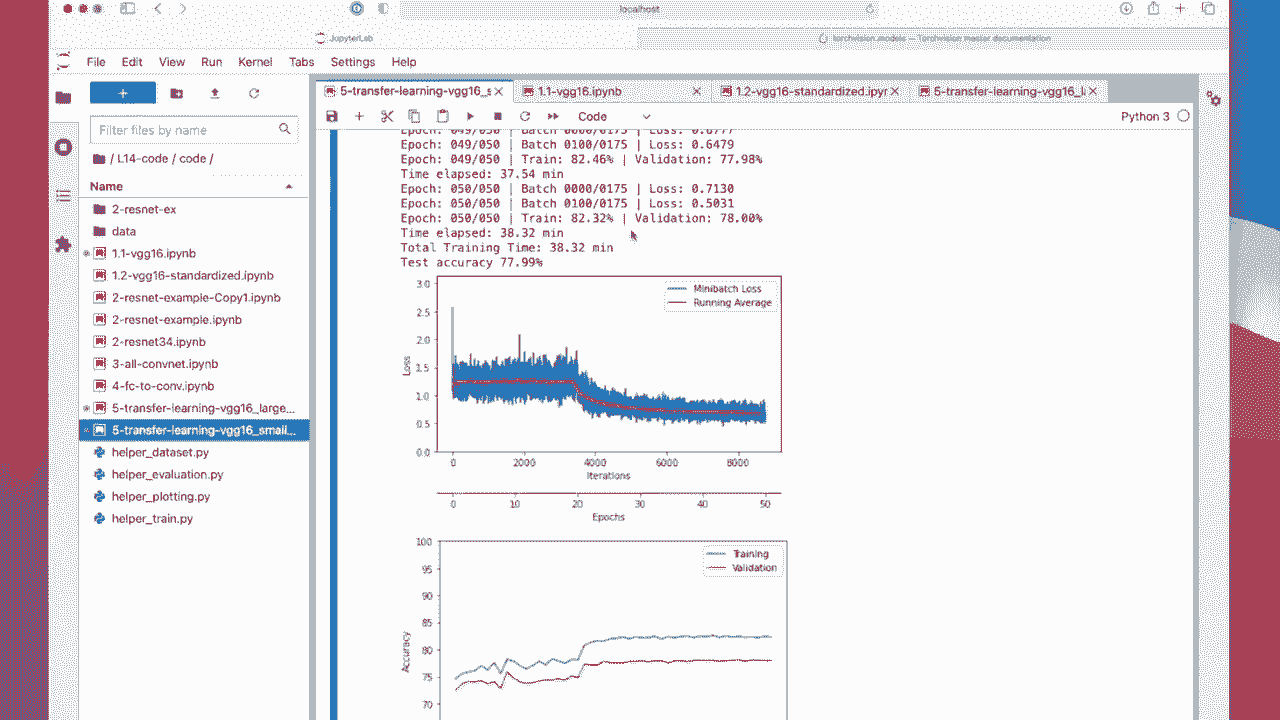 localhost
JupyterLab
torchvision.models — Torchvision master documentation
File Edit View Run Kernel Tabs Settings Help
5-transfer-learning-vgg16_s
1.1-vgg16.ipynb
1.2-vgg16-standardized.ipyr
5-transfer-learning-vgg16_l
Code
Python 3
Filter files by name
/ L14-code / code /
Name
2-resnet-ex
data
1.1-vgg16.ipynb
1.2-vgg16-standardized.ipynb
2-resnet-example-Copy1.ipynb
2-resnet-example.ipynb
2-resnet34.ipynb
3-all-convnet.ipynb
4-fc-to-conv.ipynb
5-transfer-learning-vgg16_large...
5-transfer-learning-vgg16_small...
helper_dataset.py
helper_evaluation.py
helper_plotting.py
helper_train.py
Epoch: 049/050 | Batch 0000/0175 | Loss: 0.6777
Epoch: 049/050 | Batch 0100/0175 | Loss: 0.6479
Epoch: 049/050 | Train: 82.46% | Validation: 77.98%
Time elapsed: 37.54 min
Epoch: 050/050 | Batch 0000/0175 | Loss: 0.7130
Epoch: 050/050 | Batch 0100/0175 | Loss: 0.5031
Epoch: 050/050 | Train: 82.32% | Validation: 78.00%
Time elapsed: 38.32 min
Total Training Time: 38.32 min
Test accuracy 77.99%
Minibatch Loss
Running Average
3.0
2.5
2.0
1.5
1.0
0.5
0.0
Loss
0 2000 4000 6000 8000
Iterations
0 10 20 30 40 50
Epochs
Training
Validation
100
95
90
85
80
75
70
Accuracy